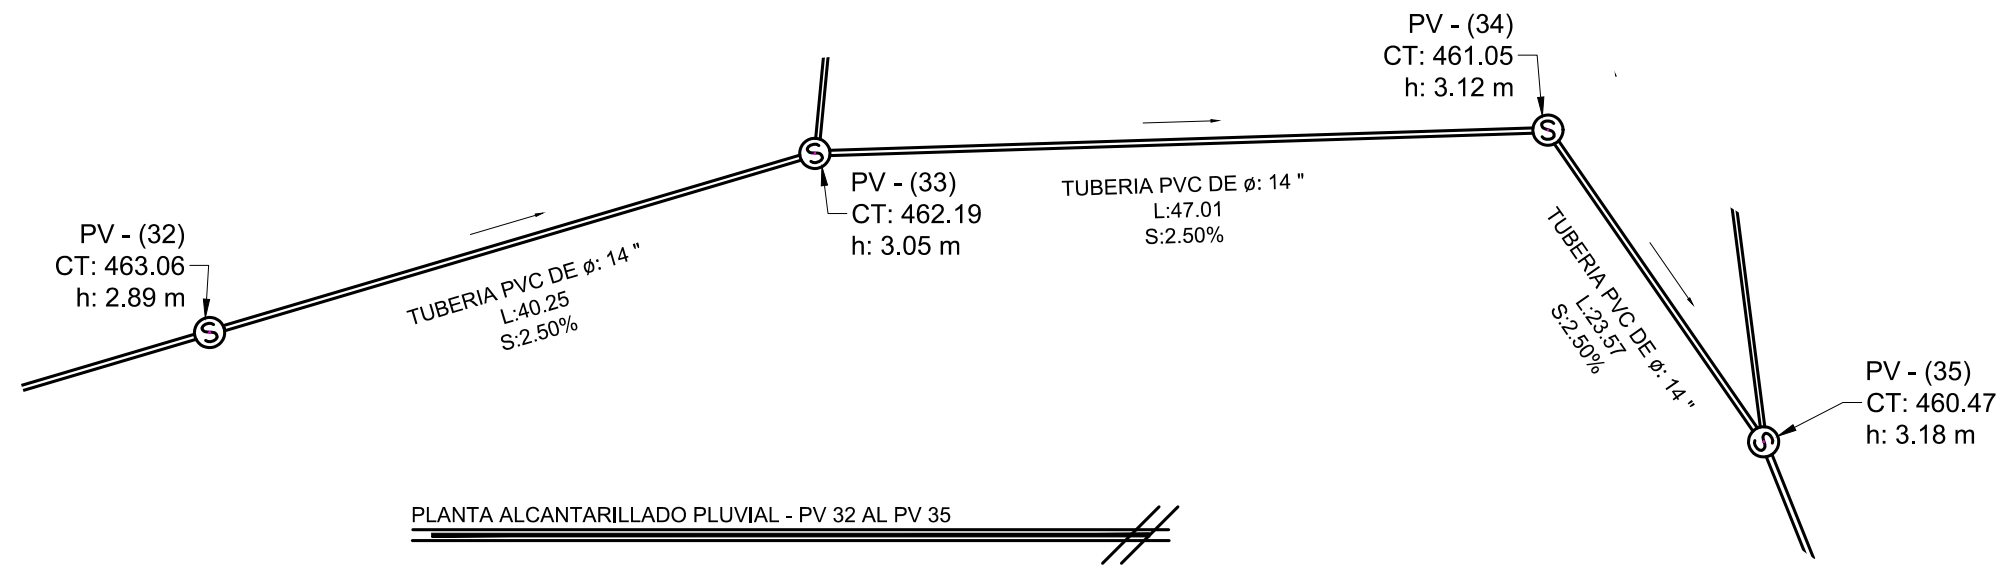 PV - (34)
CT: 461.05
h: 3.12 m
PV - (33)
CT: 462.19
h: 3.05 m
TUBERIA PVC DE ø: 14 "
L:47.01
S:2.50%
PV - (32)
CT: 463.06
h: 2.89 m
TUBERIA PVC DE ø: 14 "
L:40.25
S:2.50%
TUBERIA PVC DE ø: 14 "
L:23.57
S:2.50%
PV - (35)
CT: 460.47
h: 3.18 m
PLANTA ALCANTARILLADO PLUVIAL - PV 32 AL PV 35
S
S
S
S